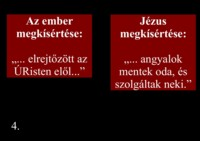 Az ember
megkísértése:
„... elrejtőzött az
ÚRisten elől...”
Jézus
megkísértése:
„... angyalok
mentek oda, és
szolgáltak neki.”
4.